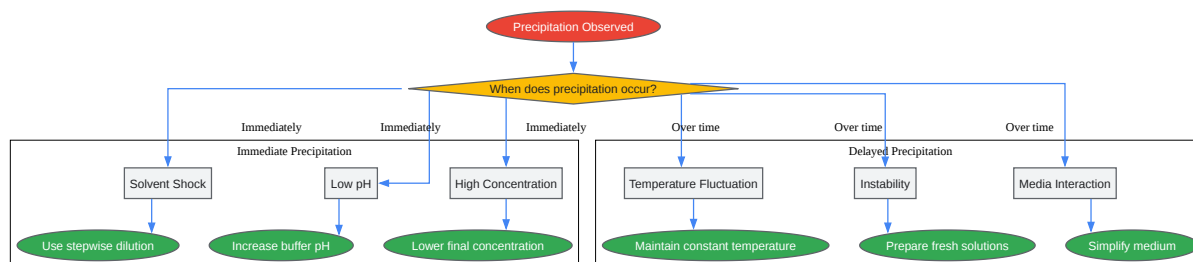 Precipitation Observed
When does precipitation occur?
Immediately
Immediately
Immediately
Over time
Over time
Over time
Immediate Precipitation
Delayed Precipitation
Solvent Shock
Low pH
High Concentration
Temperature Fluctuation
Instability
Media Interaction
Use stepwise dilution
Increase buffer pH
Lower final concentration
Maintain constant temperature
Prepare fresh solutions
Simplify medium